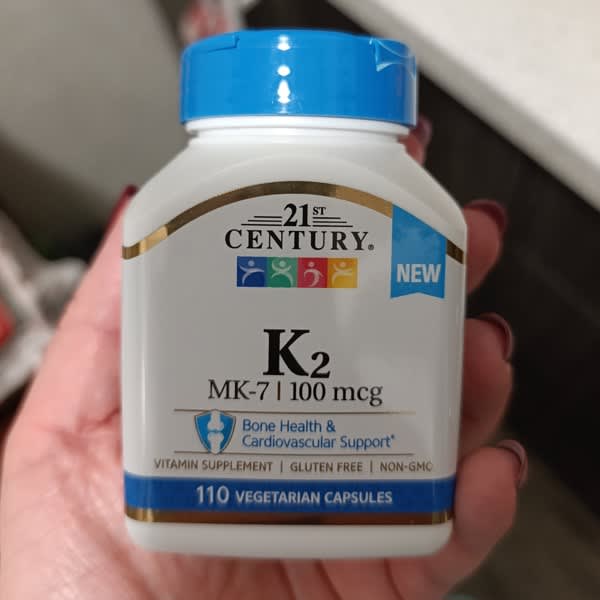 21ST
CENTURY®
NEW
K2
MK-7 | 100 mcg
Bone Health &
Cardiovascular Support*
VITAMIN SUPPLEMENT | GLUTEN FREE | NON-GMO
110 VEGETARIAN CAPSULES